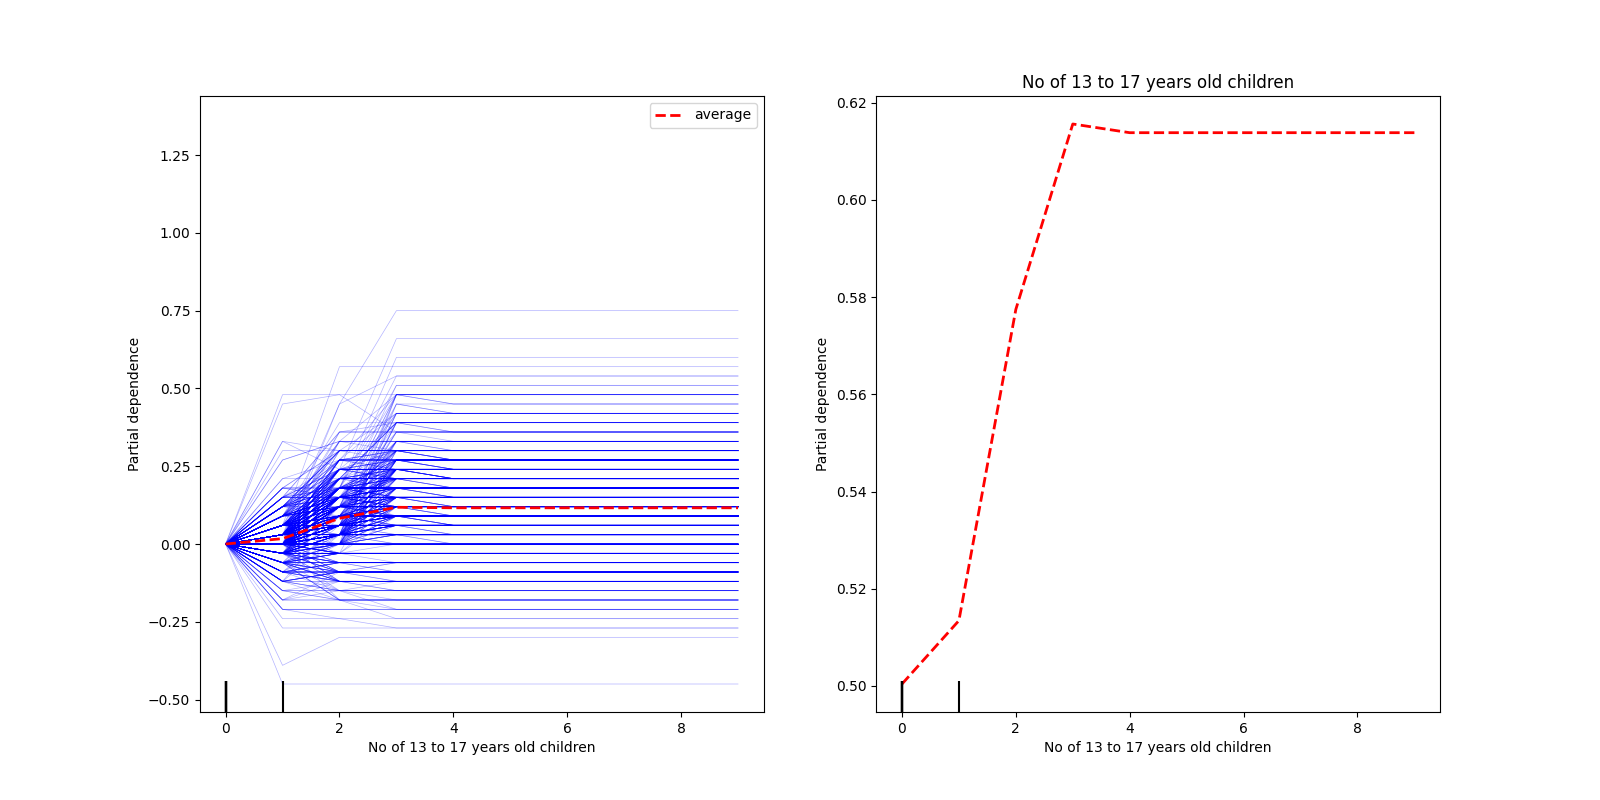 average
1.25
1.00
0.75
0.50
0.25
0.00
−0.25
−0.50
Partial dependence
0 2 4 6 8
No of 13 to 17 years old children
No of 13 to 17 years old children
0.62
0.60
0.58
0.56
0.54
0.52
0.50
Partial dependence
0 2 4 6 8
No of 13 to 17 years old children